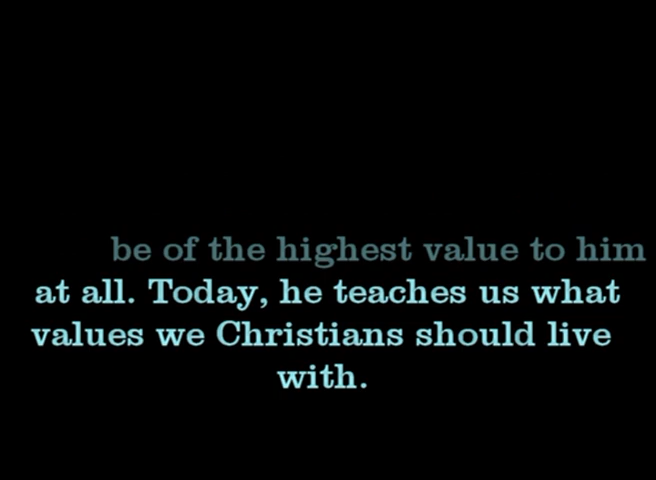 be of the highest value to him
at all. Today, he teaches us what
values we Christians should live
with.